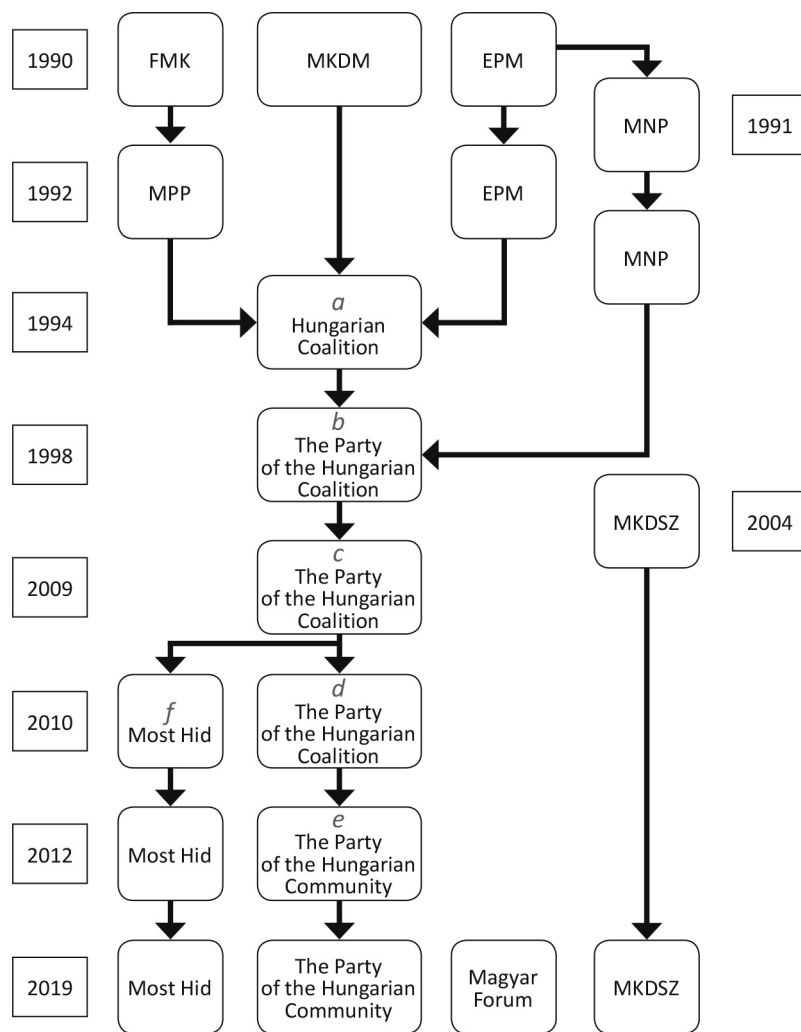 1990
FMK
MKDM
EPM
MNP
1991
1992
MPP
EPM
MNP
1994
a
Hungarian
Coalition
1998
b
The Party
of the Hungarian
Coalition
MKDSZ
2004
2009
c
The Party
of the Hungarian
Coalition
2010
f
Most Hid
d
The Party
of the Hungarian
Coalition
2012
Most Hid
e
The Party
of the Hungarian
Community
2019
Most Hid
The Party
of the Hungarian
Community
Magyar
Forum
MKDSZ